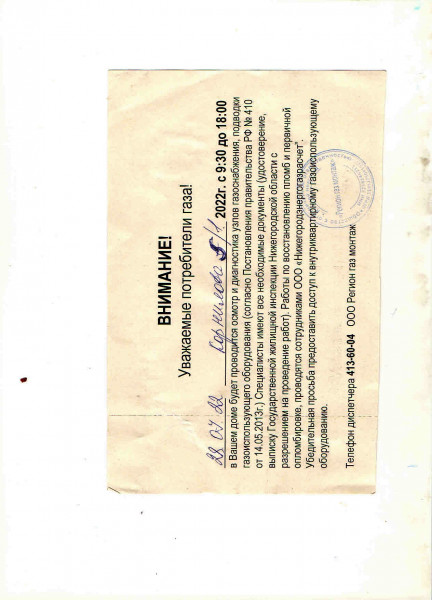 ВНИМАНИЕ!
Уважаемые потребители газа!
22.07.22 Корнилова 5/1 2022г. с 9:30 до 18:00
в Вашем доме будет проводится осмотр и диагностика узлов газоснабжения, подводки
газоиспользующего оборудования (согласно Постановления правительства РФ № 410
от 14.05.2013г.) Специалисты имеют все необходимые документы (удостоверение,
выписку Государственной жилищной инспекции Нижегородской области с
разрешением на проведение работ). Работы по восстановлению пломб и первичной
опломбировке, проводятся сотрудниками ООО «Нижегородэнергогазрасчет".
Убедительная просьба предоставить доступ к внутриквартирному газоиспользующему
оборудованию.
Телефон диспетчера 413-60-04 ООО Регион газ монтаж